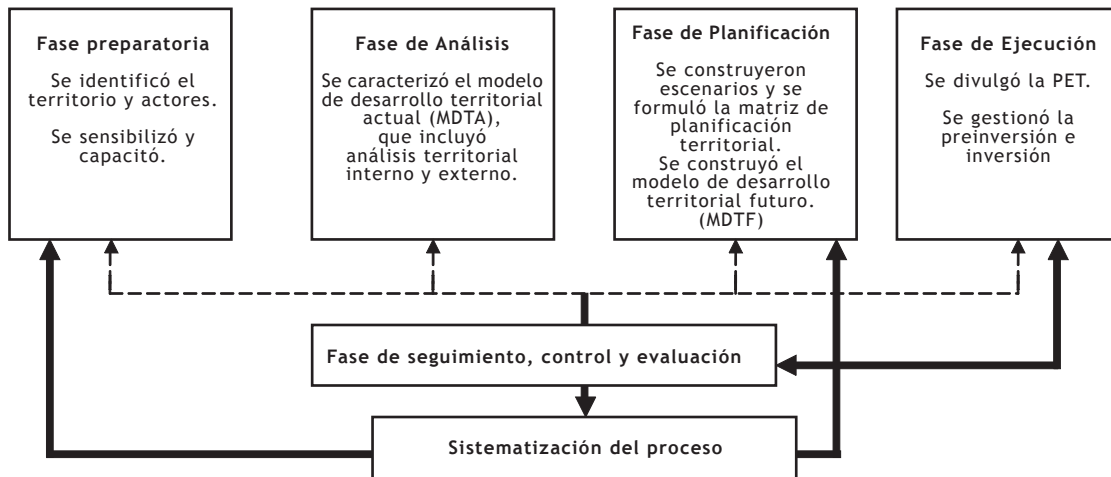 Fase preparatoria
Se identificó el
territorio y actores.
Se sensibilizó y
capacitó.
Fase de Análisis
Se caracterizó el modelo
de desarrollo territorial
actual (MDTA),
que incluyó
análisis territorial
interno y externo.
Fase de Planificación
Se construyeron
escenarios y se
formuló la matriz de
planificación
territorial.
Se construyó el
modelo de desarrollo
territorial futuro.
(MDTF)
Fase de Ejecución
Se divulgó la PET.
Se gestionó la
preinversión e
inversión
Fase de seguimiento, control y evaluación
Sistematización del proceso